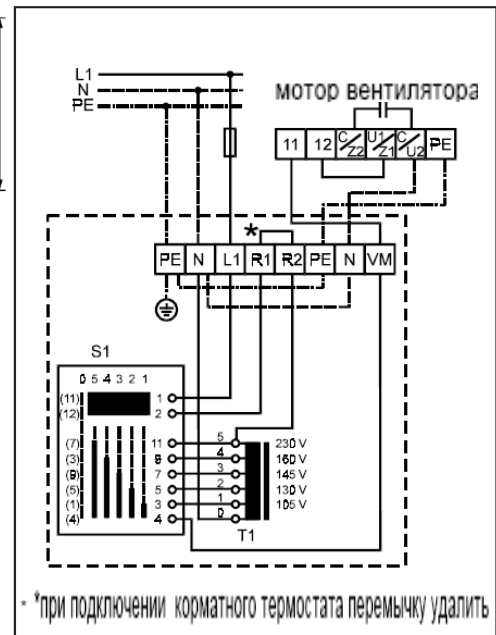 L1
N
PE
мотор вентилятора
11 12 C/Z2 U1/Z1 C/U2 PE
*
PE N L1 R1 R2 PE N VM
S1
0 5 4 3 2 1
(11) 1
(12) 2
(7) 11 5 230 V
(3) 9 4 160 V
(9) 7 3 145 V
(5) 5 2 130 V
(1) 3 1 105 V
(4) 4 0
T1
* *при подключении корматного термостата перемычку удалить